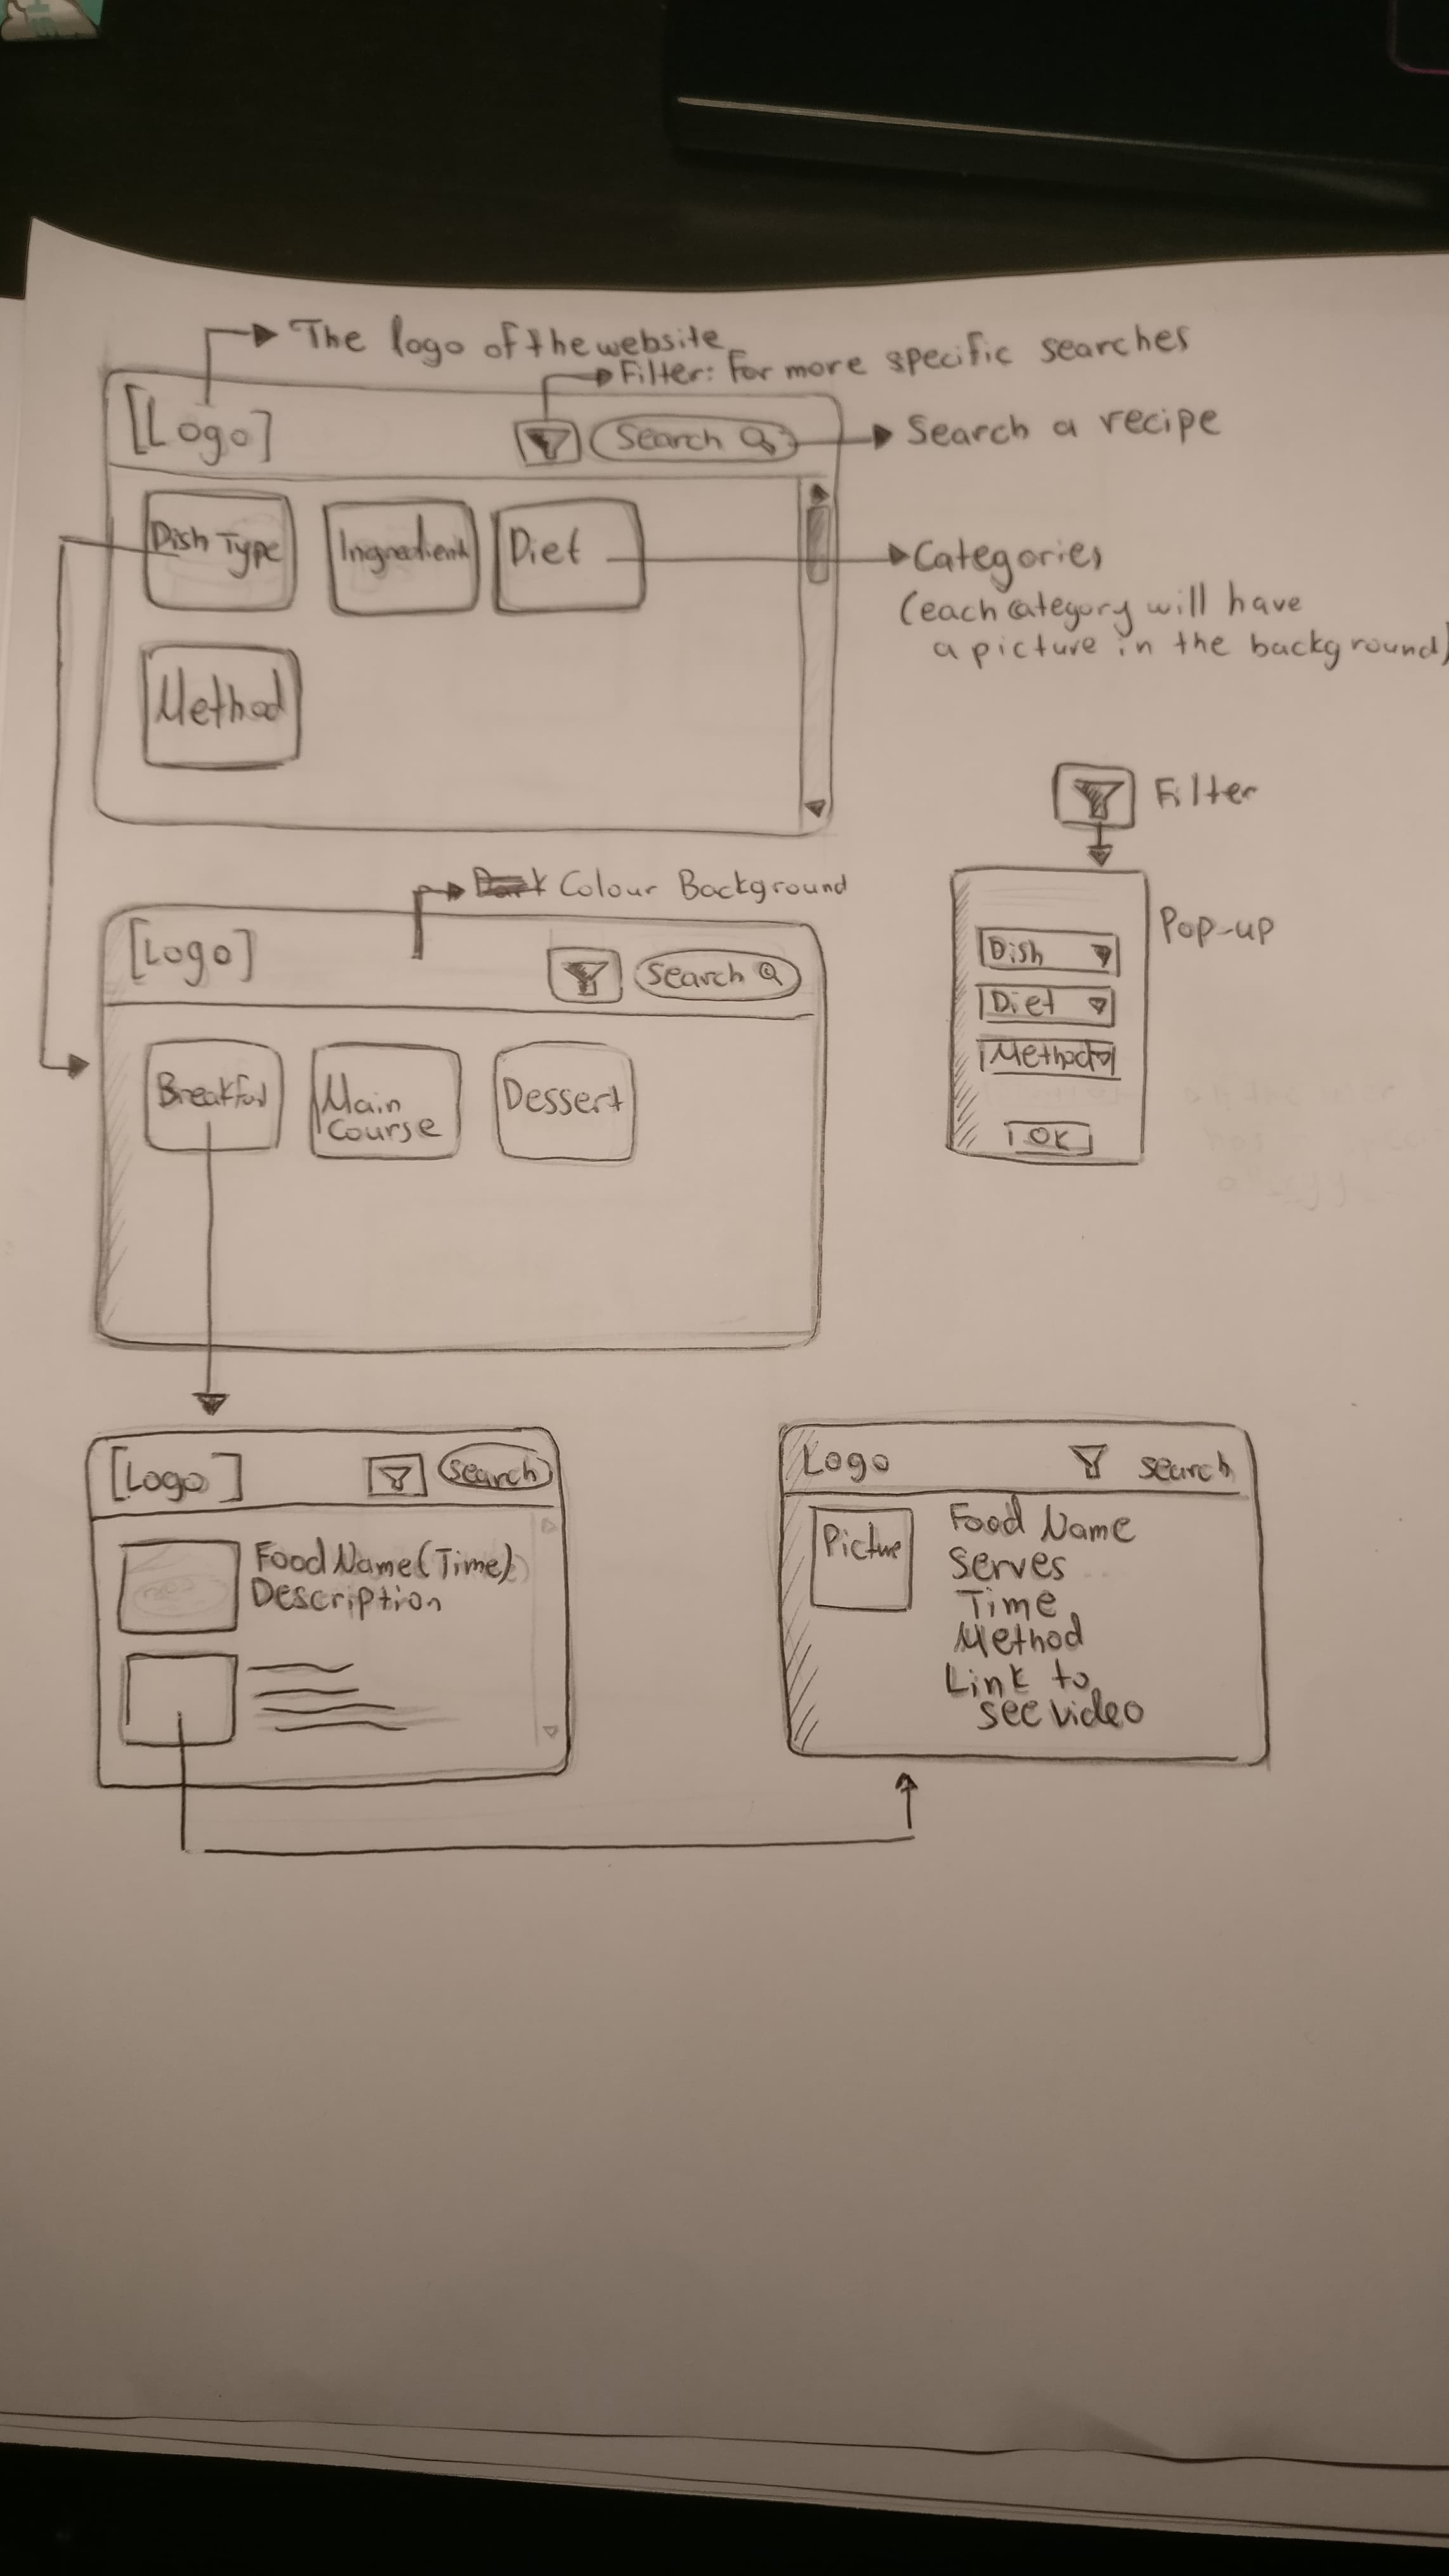 The logo of the website
Filter: For more specific searches
[Logo]
Search
Search a recipe
Dish Type
Ingredient
Diet
Categories
(each category will have
a picture in the background)
Method
Filter
Colour Background
Pop-up
[Logo]
Search
Dish
Diet
Method
OK
Breakfast
Main
Course
Dessert
[Logo]
Search
Food Name (Time)
Description
Logo
search
Picture
Food Name
Serves
Time
Method
Link to
see video